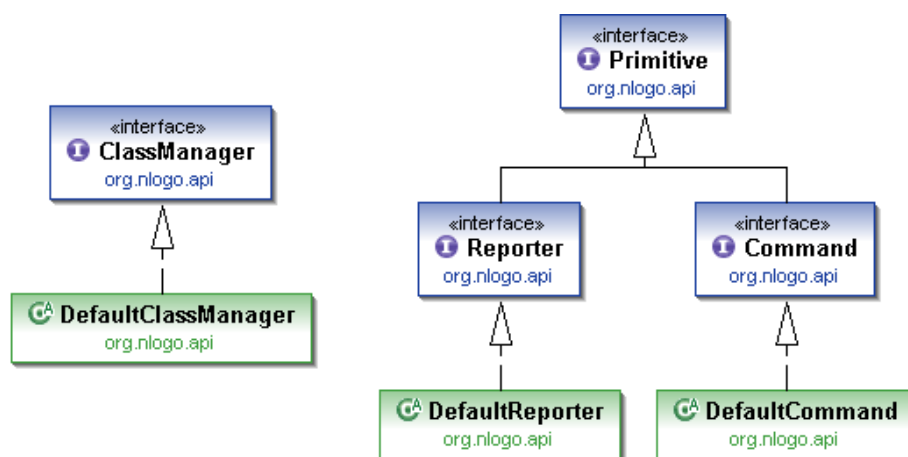 «interface»
Primitive
org.nlogo.api
«interface»
ClassManager
org.nlogo.api
«interface»
Reporter
org.nlogo.api
«interface»
Command
org.nlogo.api
DefaultClassManager
org.nlogo.api
DefaultReporter
org.nlogo.api
DefaultCommand
org.nlogo.api